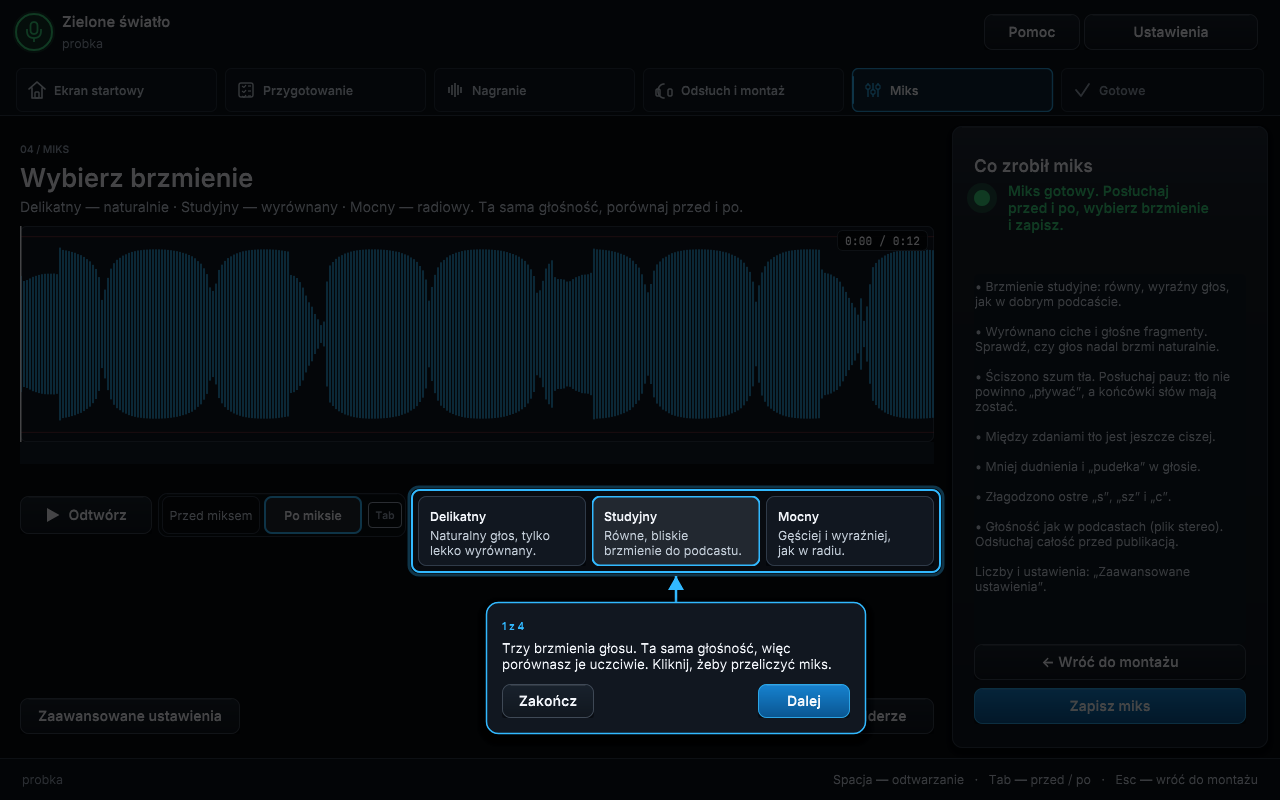 Zielone światło
probka
Pomoc
Ustawienia
Ekran startowy
Przygotowanie
Nagranie
Odsłuch i montaż
Miks
Gotowe
04 / MIKS
Wybierz brzmienie
Delikatny — naturalnie · Studyjny — wyrównany · Mocny — radiowy. Ta sama głośność, porównaj przed i po.
0:00 / 0:12
Odtwórz
Przed miksem
Po miksie
Tab
Delikatny
Naturalny głos, tylko
lekko wyrównany.
Studyjny
Równe, bliskie
brzmienie do podcastu.
Mocny
Gęściej i wyraźniej,
jak w radiu.
1 z 4
Trzy brzmienia głosu. Ta sama głośność, więc
porównasz je uczciwie. Kliknij, żeby przeliczyć miks.
Zakończ
Dalej
Zaawansowane ustawienia
derze
Co zrobił miks
Miks gotowy. Posłuchaj
przed i po, wybierz brzmienie
i zapisz.
• Brzmienie studyjne: równy, wyraźny głos,
jak w dobrym podcaście.
• Wyrównano ciche i głośne fragmenty.
Sprawdź, czy głos nadal brzmi naturalnie.
• Ściszono szum tła. Posłuchaj pauz: tło nie
powinno „pływać”, a końcówki słów mają
zostać.
• Między zdaniami tło jest jeszcze ciszej.
• Mniej dudnienia i „pudełka” w głosie.
• Złagodzono ostre „s”, „sz” i „c”.
• Głośność jak w podcastach (plik stereo).
Odsłuchaj całość przed publikacją.
Liczby i ustawienia: „Zaawansowane
ustawienia”.
← Wróć do montażu
Zapisz miks
probka
Spacja — odtwarzanie · Tab — przed / po · Esc — wróć do montażu